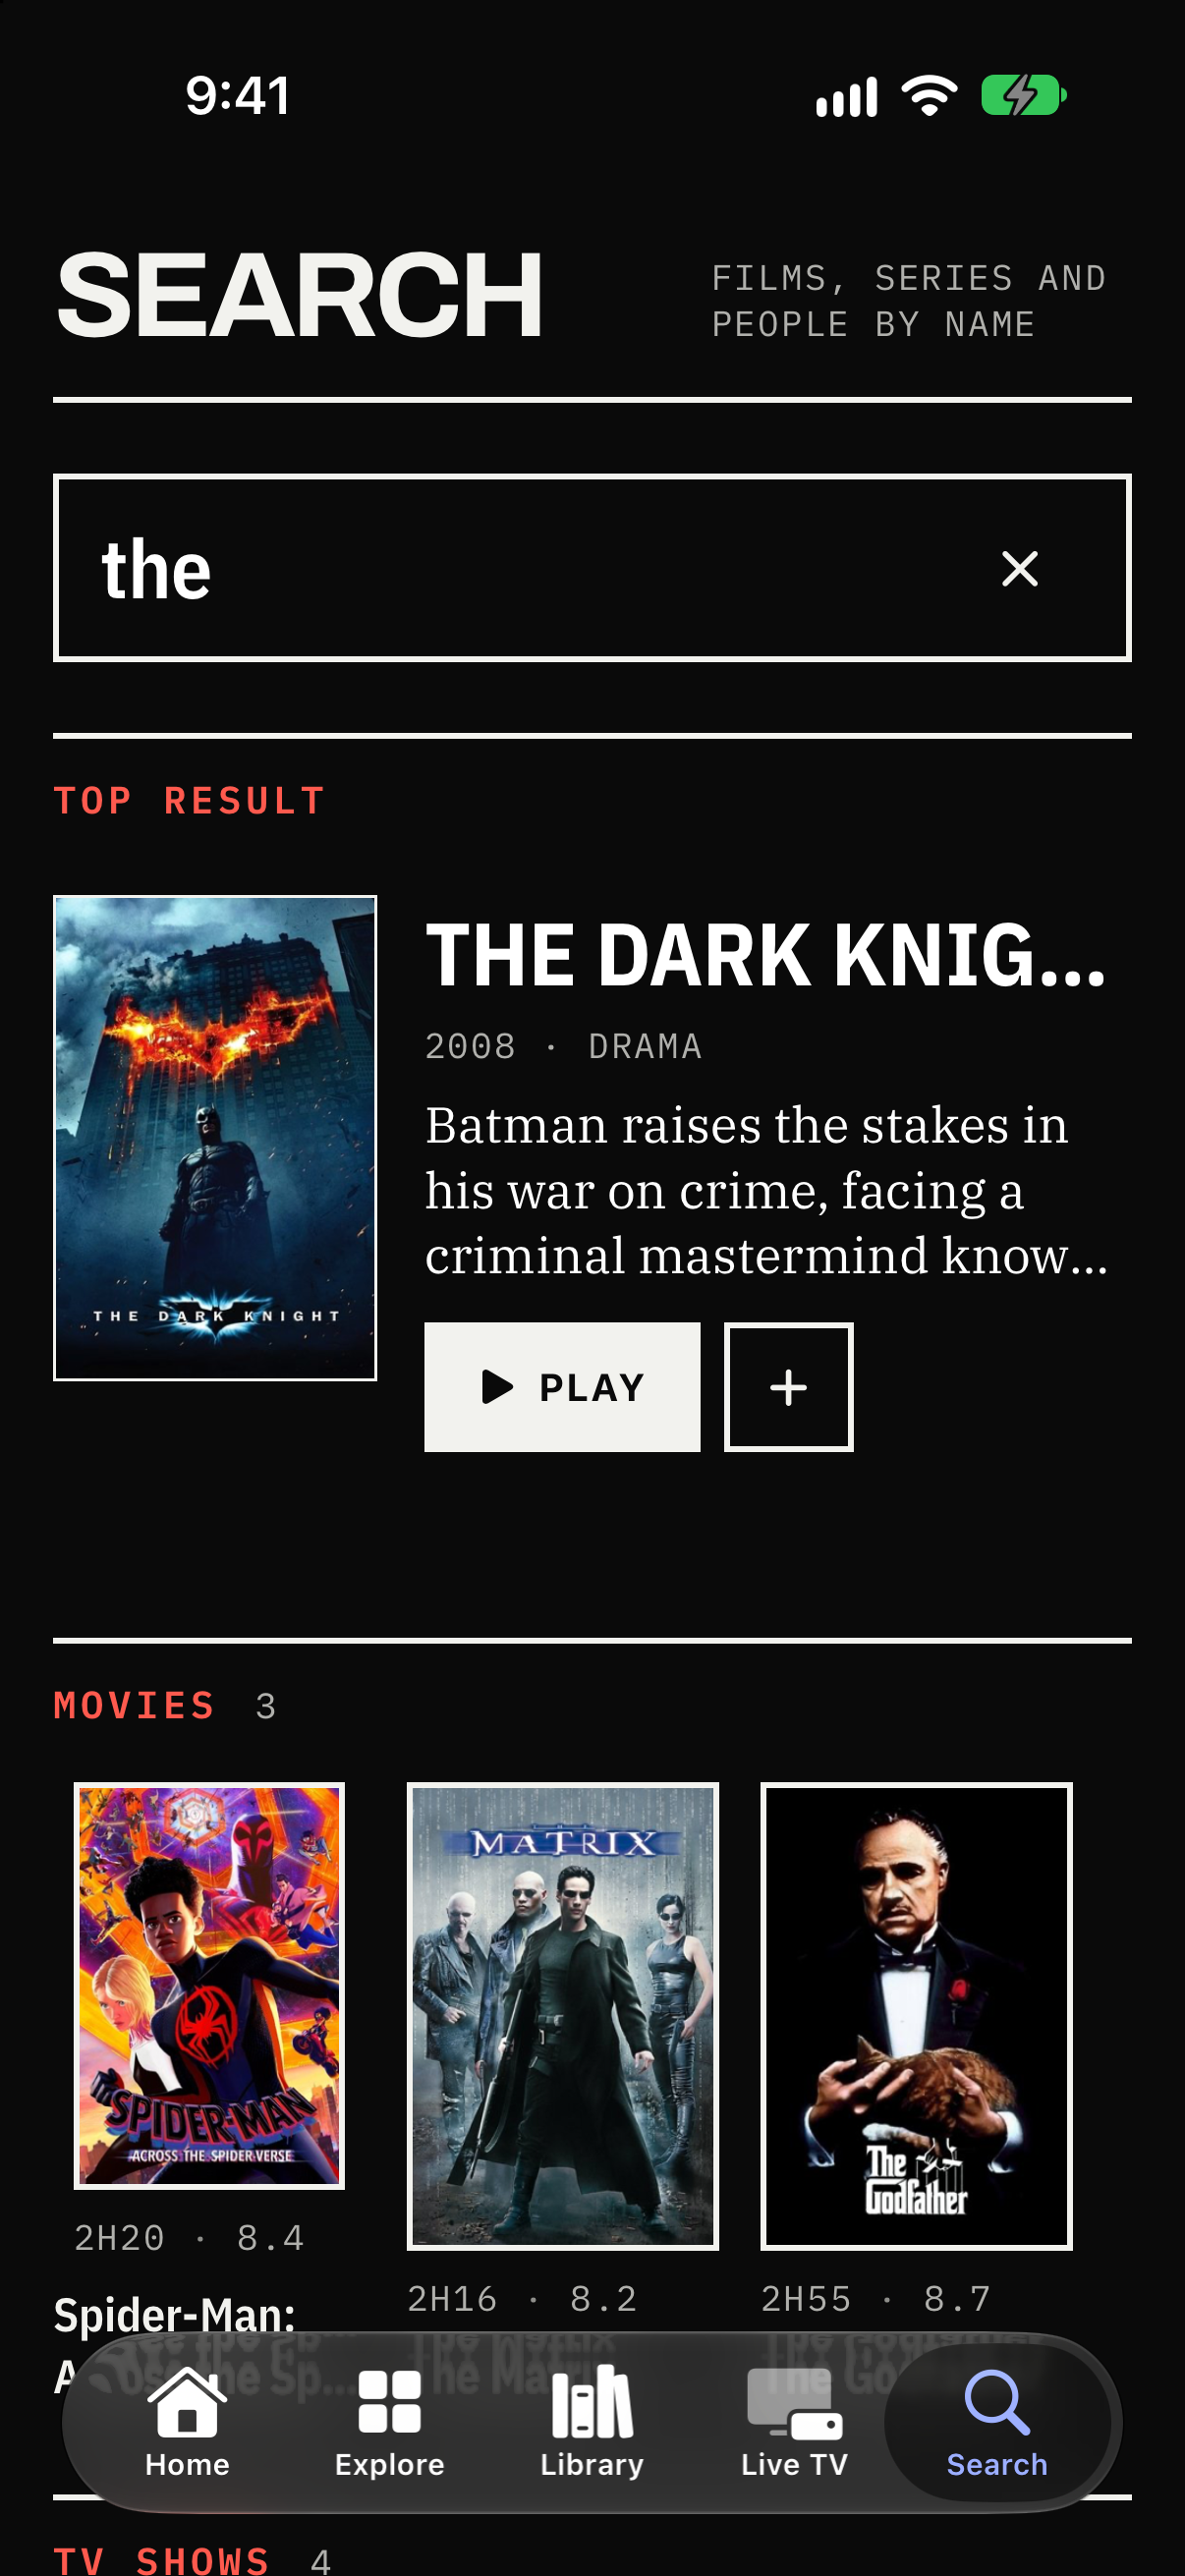 9:41
SEARCH
FILMS, SERIES AND
PEOPLE BY NAME
the
TOP RESULT
THE DARK KNIGHT
THE DARK KNIG...
2008 · DRAMA
Batman raises the stakes in
his war on crime, facing a
criminal mastermind know...
PLAY
MOVIES 3
SPIDER-MAN
ACROSS THE SPIDER-VERSE
MATRIX
The
Godfather
2H20 · 8.4
2H16 · 8.2
2H55 · 8.7
Spider-Man:
Home
Explore
Library
Live TV
Search
TV SHOWS 4